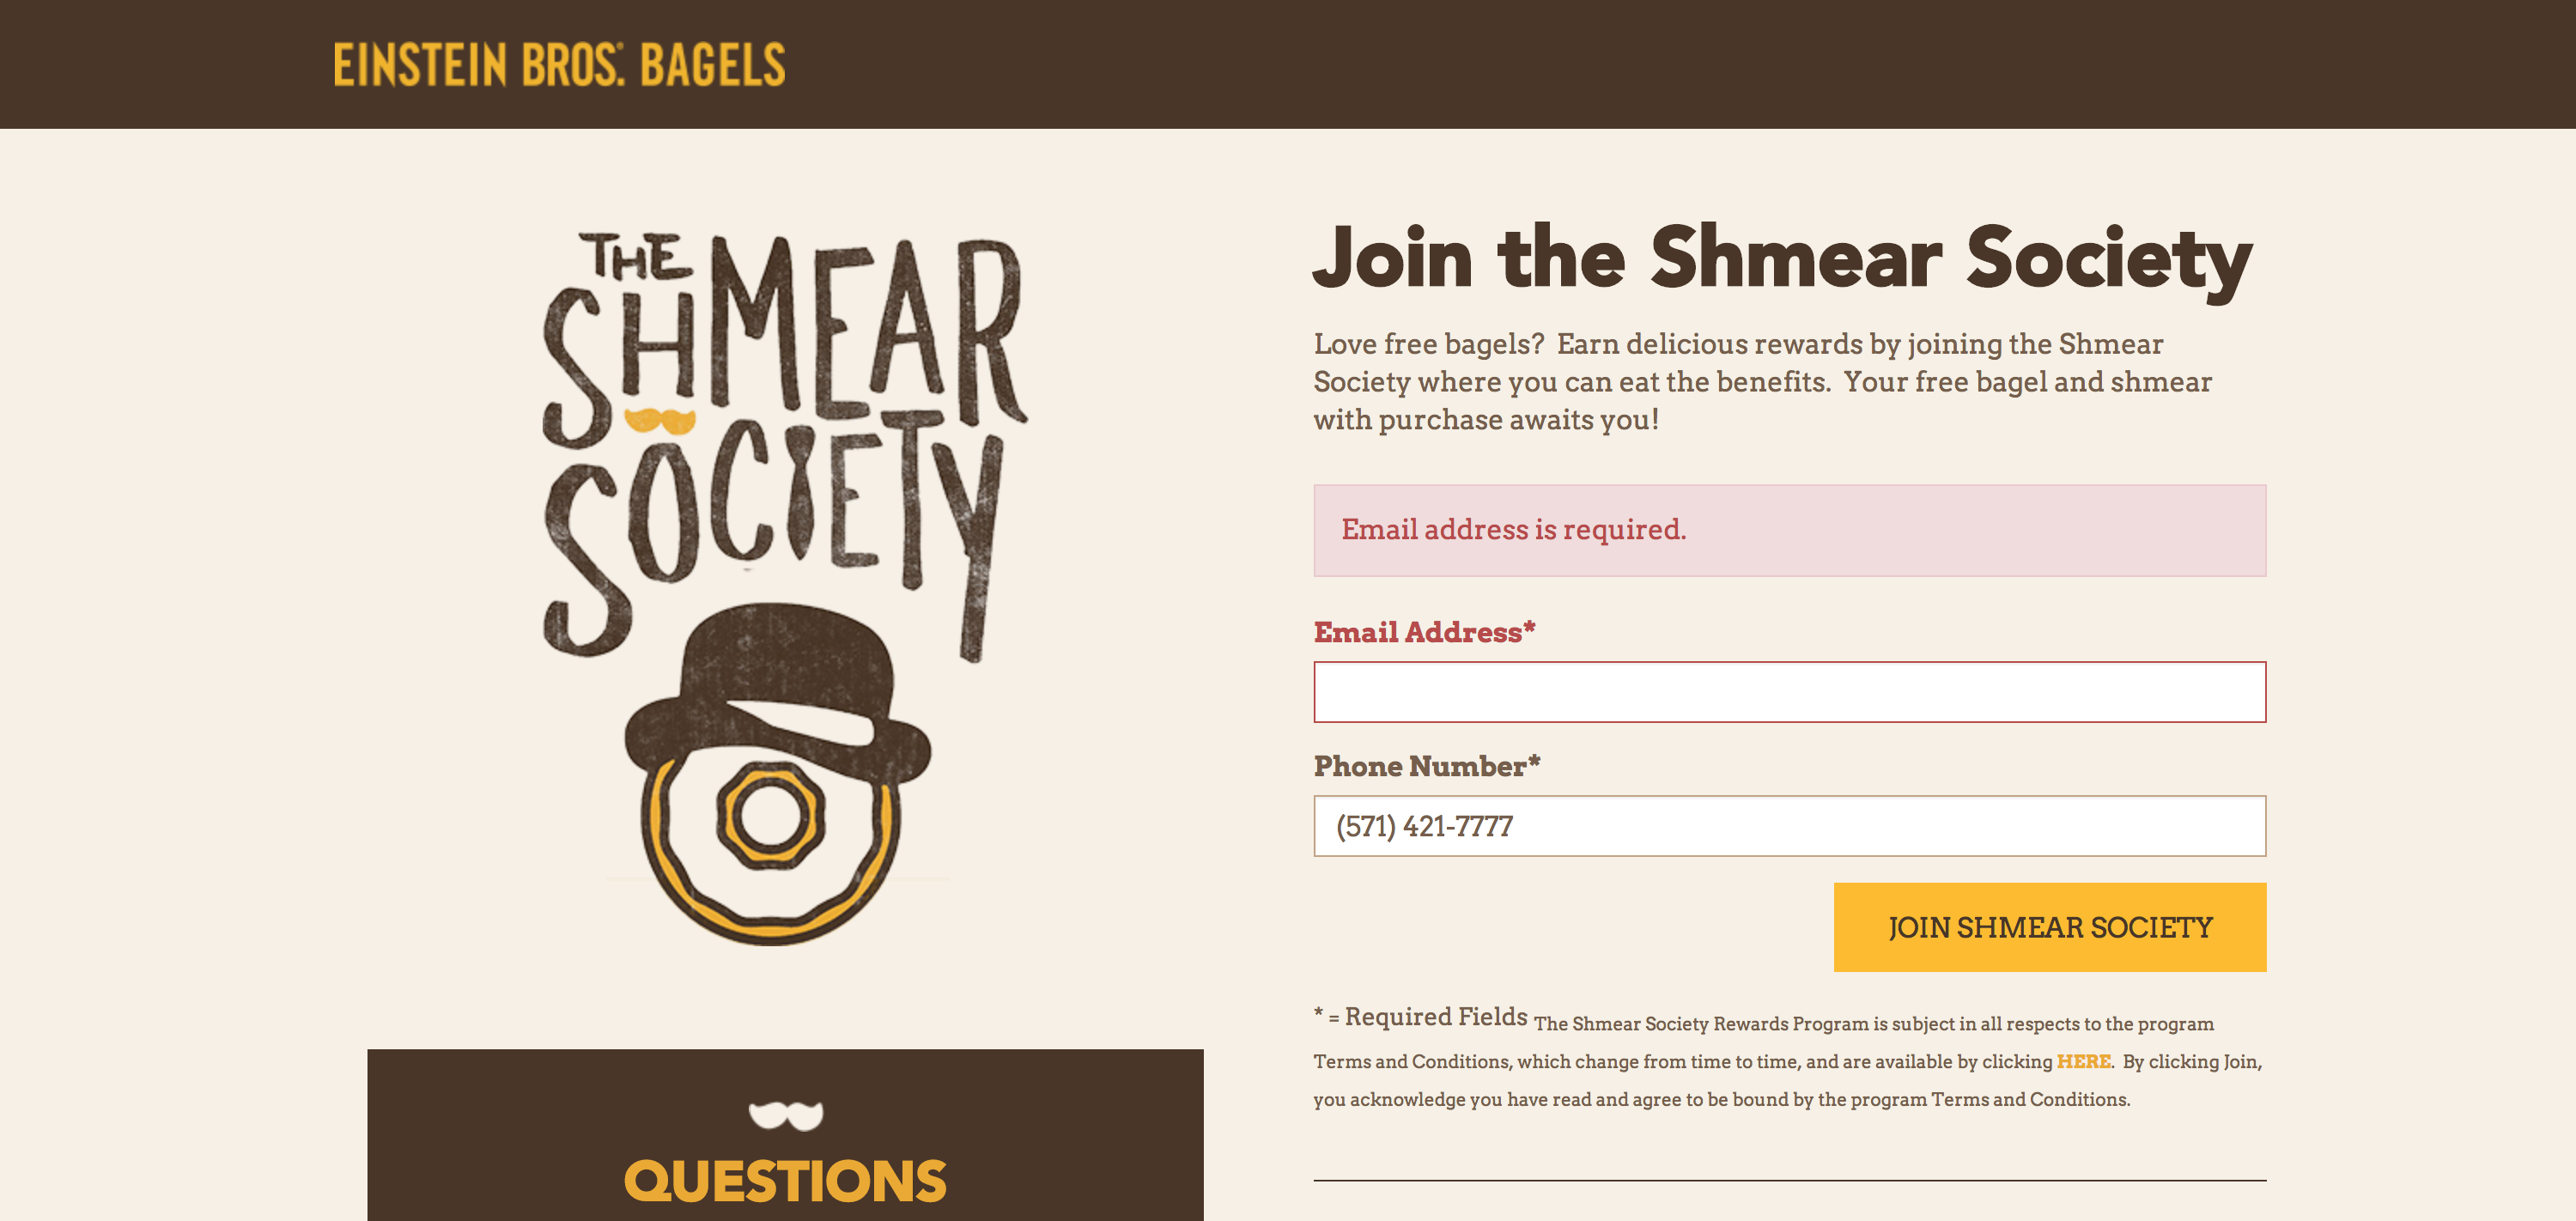 EINSTEIN BROS.® BAGELS
THE
SHMEAR
SOCIETY
Join the Shmear Society
Love free bagels? Earn delicious rewards by joining the Shmear
Society where you can eat the benefits. Your free bagel and shmear
with purchase awaits you!
Email address is required.
Email Address*
Phone Number*
(571) 421-7777
JOIN SHMEAR SOCIETY
* = Required Fields The Shmear Society Rewards Program is subject in all respects to the program
Terms and Conditions, which change from time to time, and are available by clicking HERE. By clicking Join,
you acknowledge you have read and agree to be bound by the program Terms and Conditions.
QUESTIONS